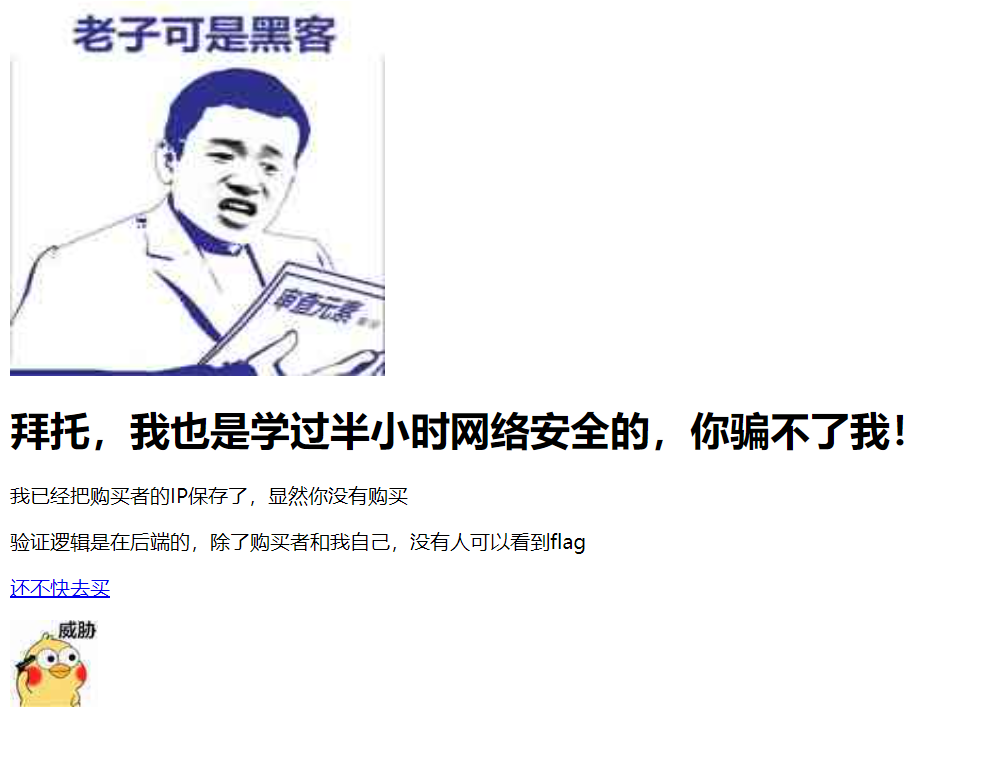 老子可是黑客
审查元素
拜托，我也是学过半小时网络安全的，你骗不了我！
我已经把购买者的IP保存了，显然你没有购买
验证逻辑是在后端的，除了购买者和我自己，没有人可以看到flag
还不快去买
威胁